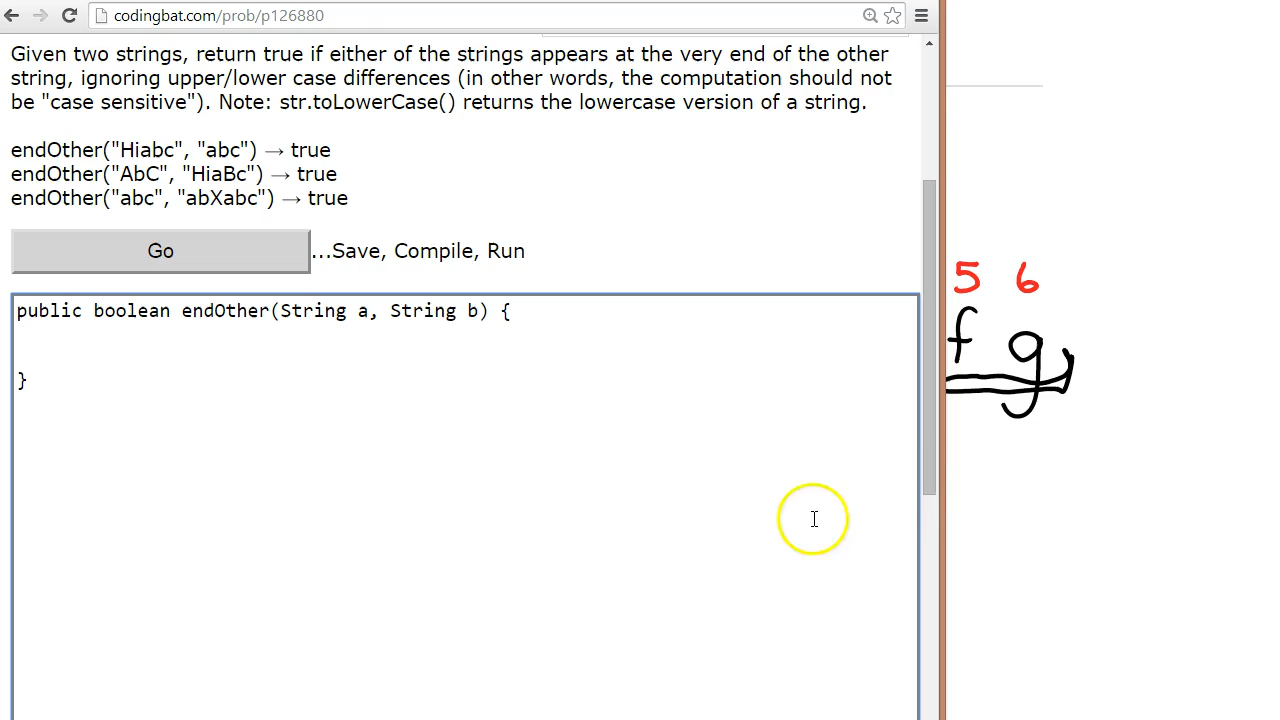 codingbat.com/prob/p126880
Given two strings, return true if either of the strings appears at the very end of the other
string, ignoring upper/lower case differences (in other words, the computation should not
be "case sensitive"). Note: str.toLowerCase() returns the lowercase version of a string.
endOther("Hiabc", "abc") → true
endOther("AbC", "HiaBc") → true
endOther("abc", "abXabc") → true
Go ...Save, Compile, Run
public boolean endOther(String a, String b) {
}
5 6
f g